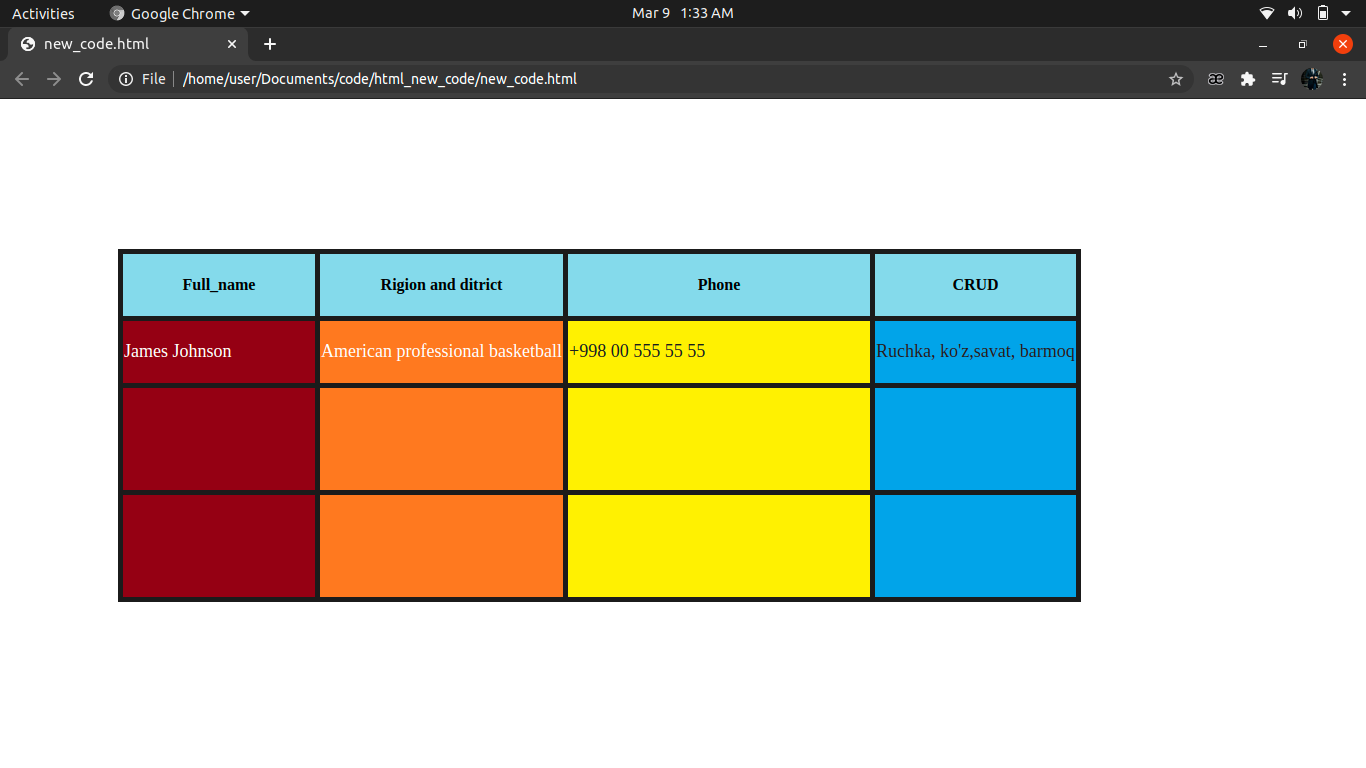 Activities Google Chrome Mar 9 1:33 AM
new_code.html
File /home/user/Documents/code/html_new_code/new_code.html
Full_name Rigion and ditrict Phone CRUD
James Johnson American professional basketball +998 00 555 55 55 Ruchka, ko'z,savat, barmoq